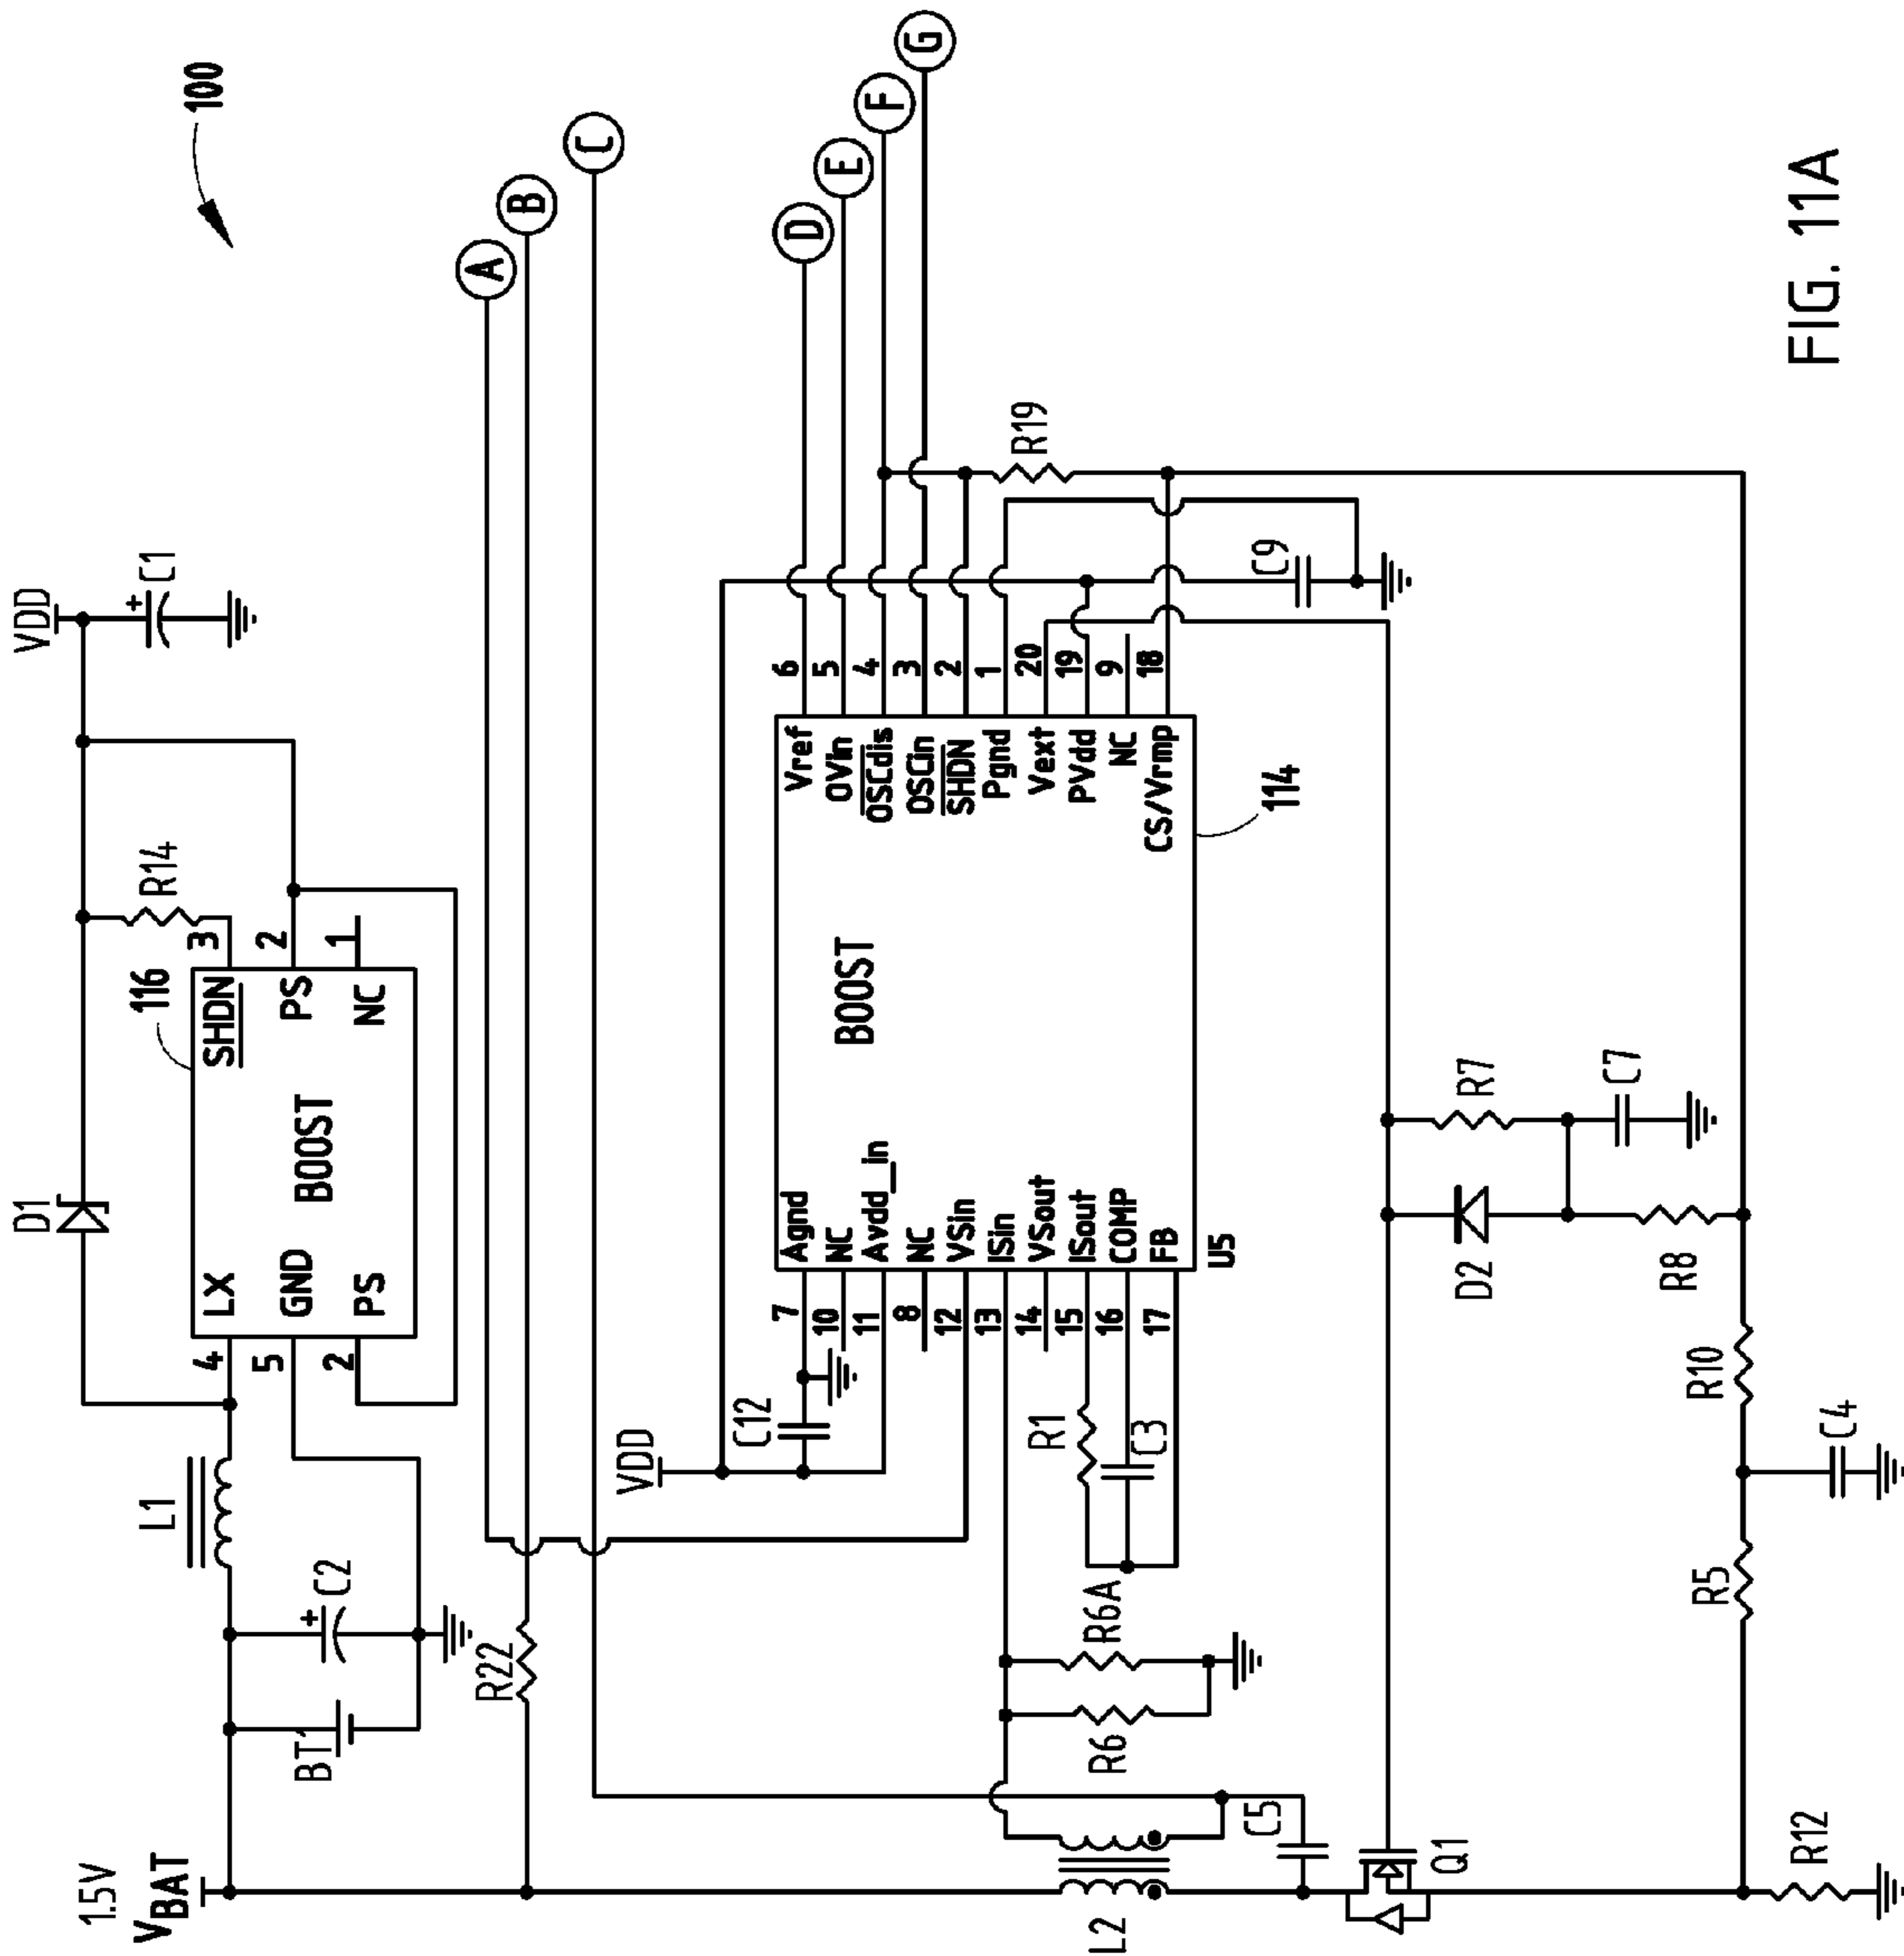 100
1.5V
VBAT
BT1
C2
L1
D1
VDD
C1
116
R14
LX
GND
PS
4
5
2
BOOST
SHDN
PS
NC
3
2
1
A
B
C
D
E
F
G
R22
VDD
C12
7
10
11
8
12
13
14
15
16
17
Agnd
NC
Avdd_in
NC
VSin
ISin
VSout
ISout
COMP
FB
U5
BOOST
Vref
OVin
OSCdis
OSCin
SHDN
Pgnd
Vext
PVdd
NC
CS/Vrmp
6
5
4
3
2
1
20
19
9
18
114
R19
C9
R1
C3
R6
R6A
L2
C5
Q1
D2
R7
C7
R8
R10
R5
C4
R12
FIG. 11A